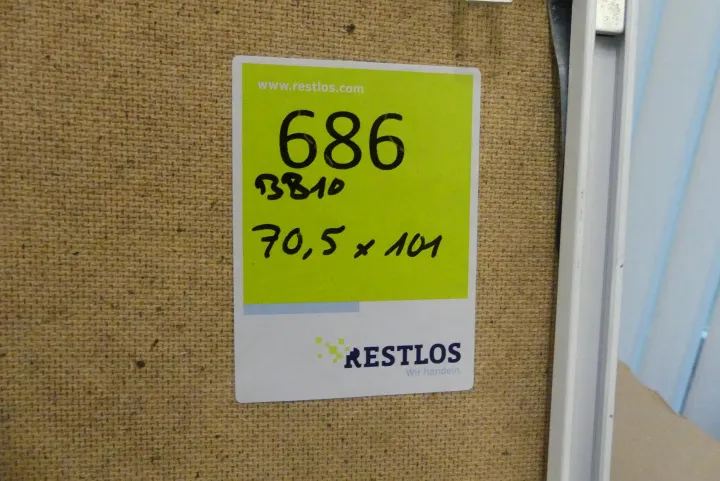 www.restlos.com
686
BB10
70,5 x 101
RESTLOS
Wir handeln.